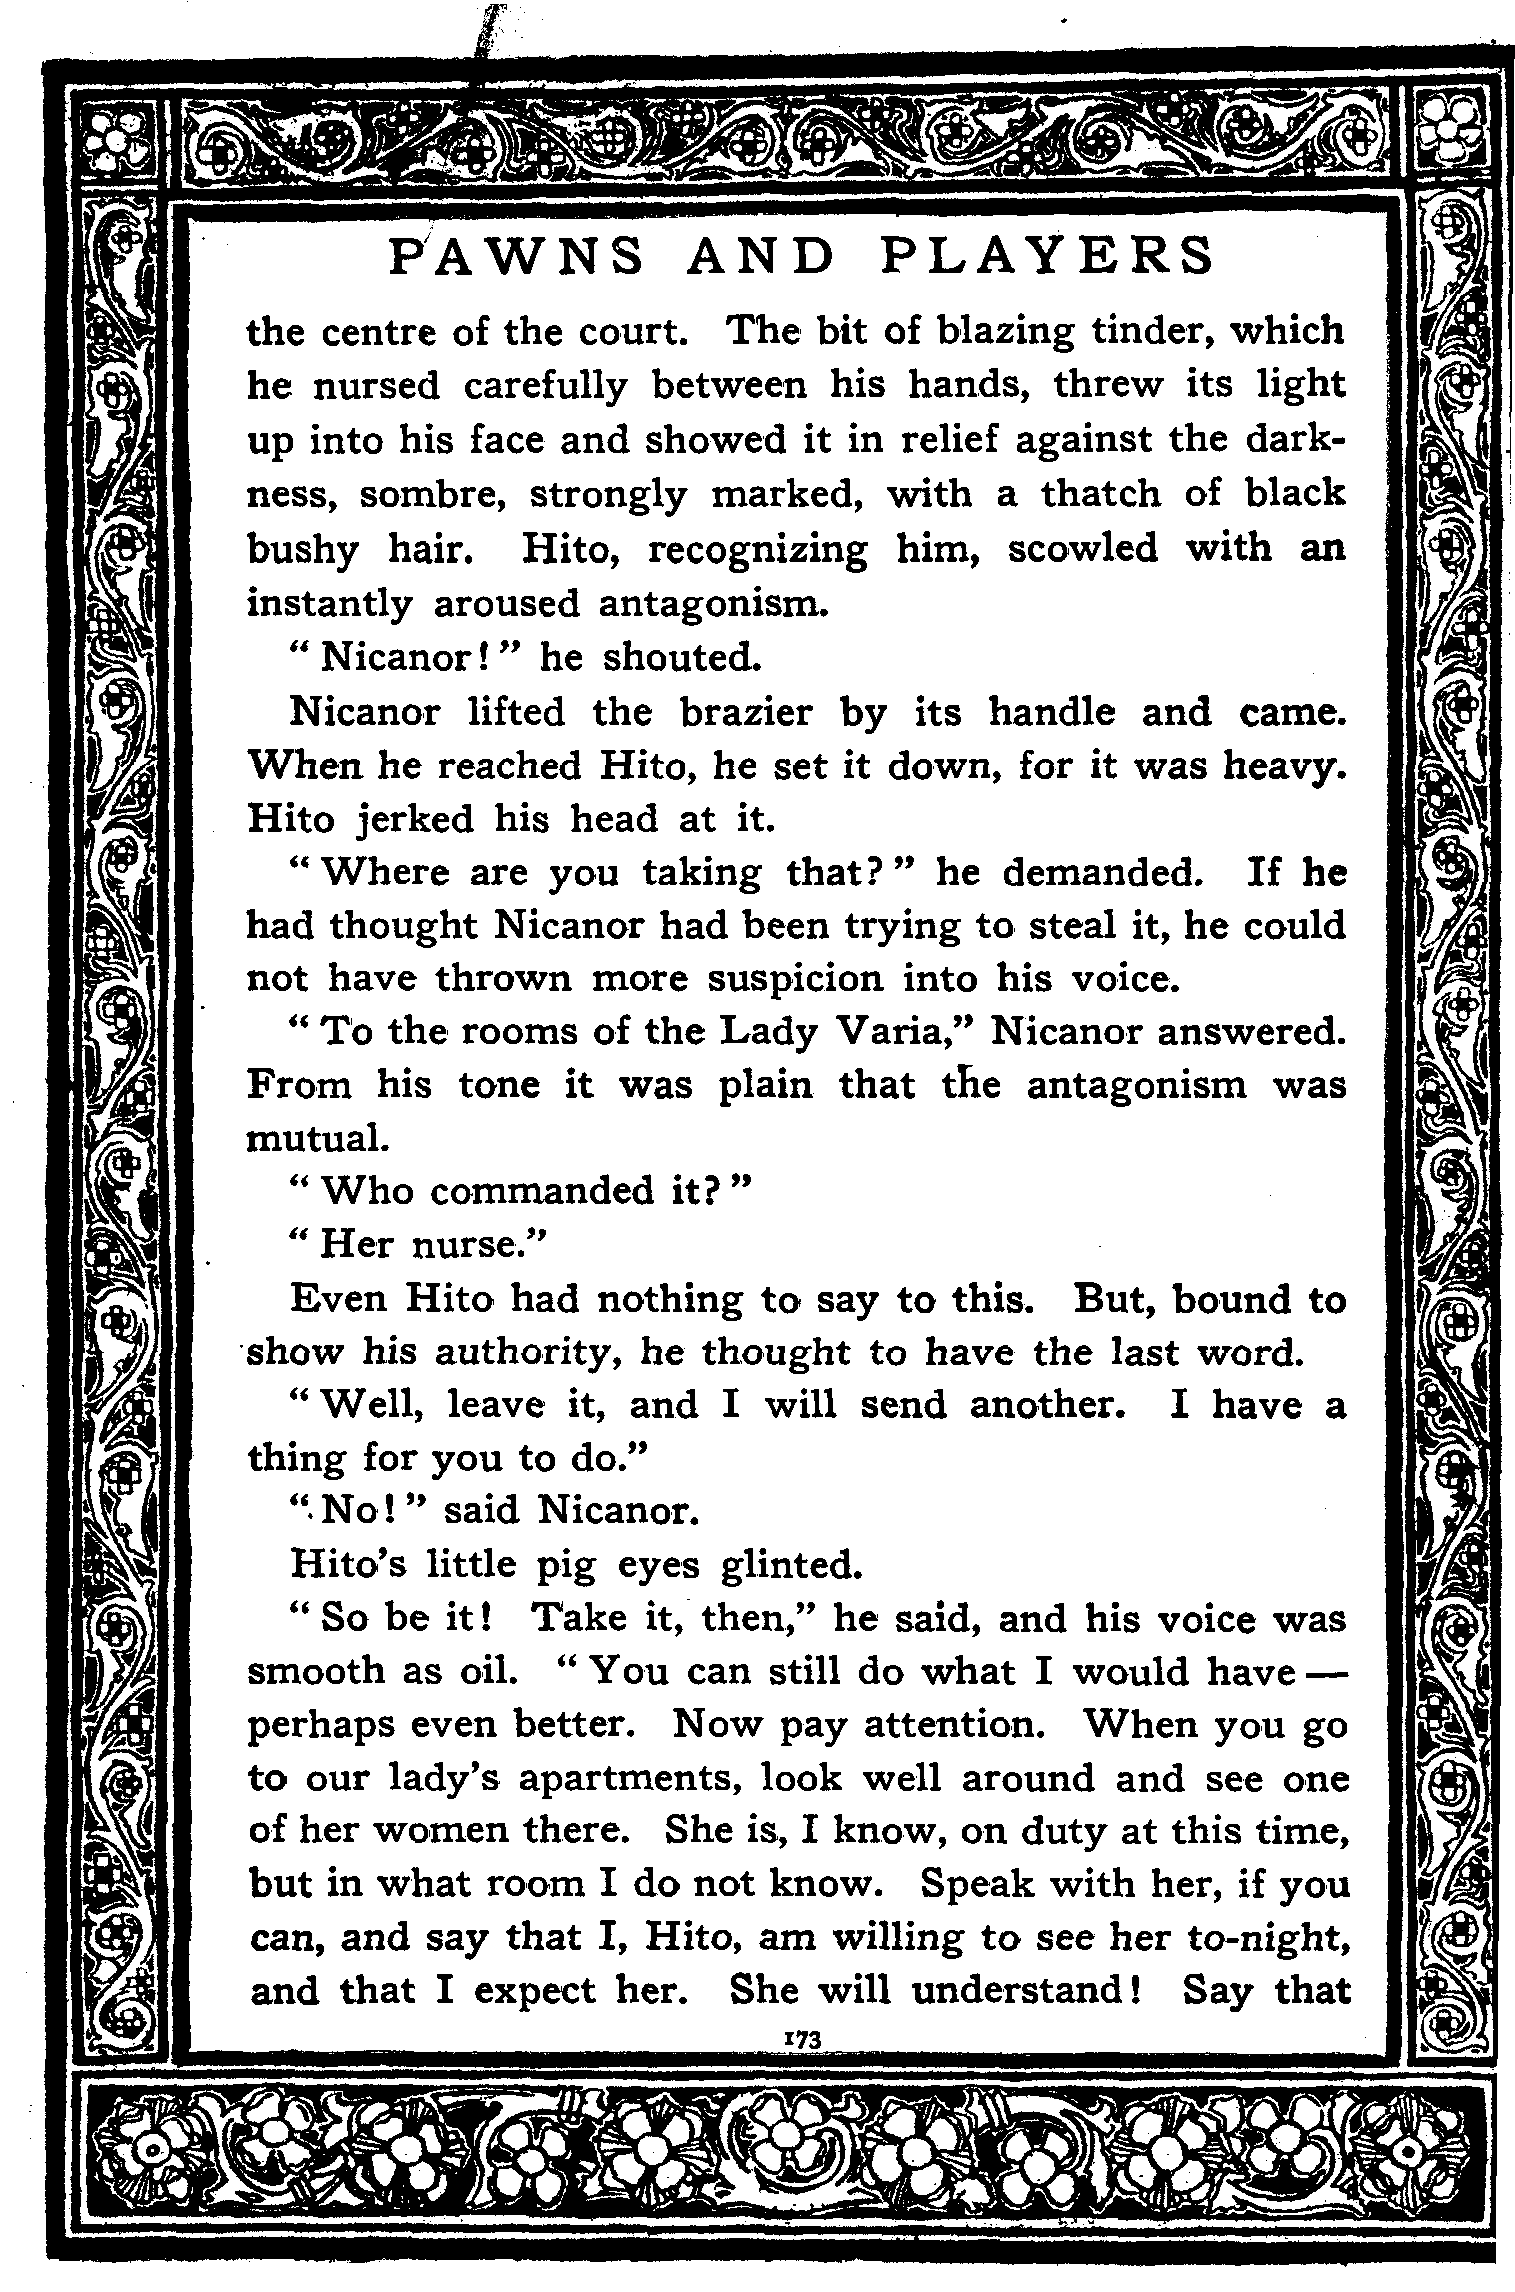 PAWNS AND PLAYERS
the centre of the court. The bit of blazing tinder, which
he nursed carefully between his hands, threw its light
up into his face and showed it in relief against the dark-
ness, sombre, strongly marked, with a thatch of black
bushy hair. Hito, recognizing him, scowled with an
instantly aroused antagonism.
“ Nicanor! ” he shouted.
Nicanor lifted the brazier by its handle and came.
When he reached Hito, he set it down, for it was heavy.
Hito jerked his head at it.
“ Where are you taking that? ” he demanded. If he
had thought Nicanor had been trying to steal it, he could
not have thrown more suspicion into his voice.
“ To the rooms of the Lady Varia,” Nicanor answered.
From his tone it was plain that the antagonism was
mutual.
“ Who commanded it? ”
“ Her nurse.”
Even Hito had nothing to say to this. But, bound to
show his authority, he thought to have the last word.
“ Well, leave it, and I will send another. I have a
thing for you to do.”
“ No! ” said Nicanor.
Hito’s little pig eyes glinted.
“ So be it! Take it, then,” he said, and his voice was
smooth as oil. “ You can still do what I would have —
perhaps even better. Now pay attention. When you go
to our lady’s apartments, look well around and see one
of her women there. She is, I know, on duty at this time,
but in what room I do not know. Speak with her, if you
can, and say that I, Hito, am willing to see her to-night,
and that I expect her. She will understand! Say that
173